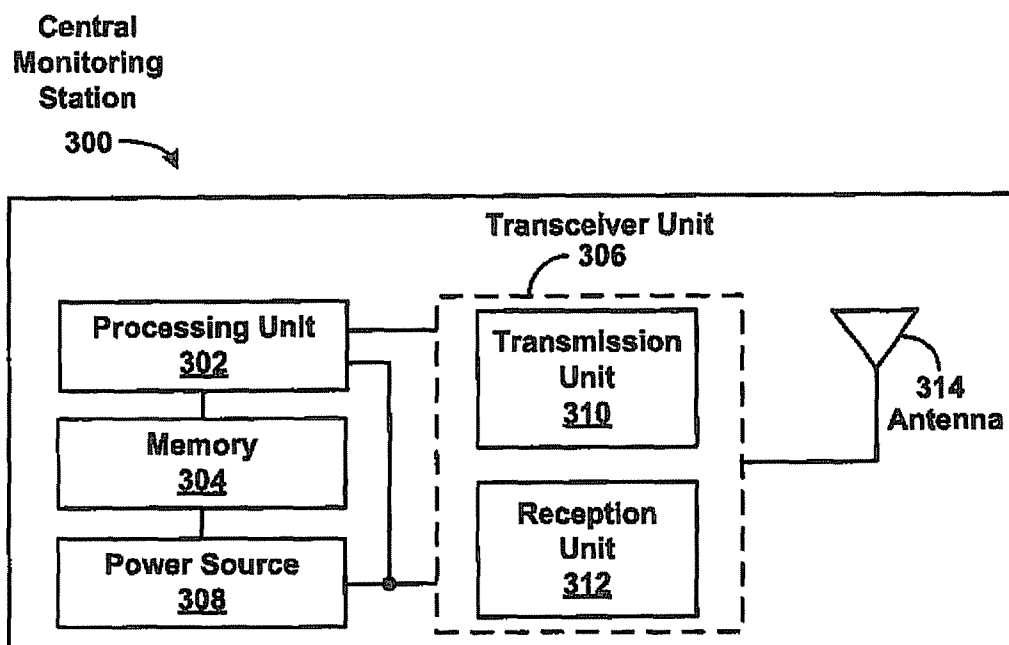 Central
Monitoring
Station
300
Transceiver Unit
306
Processing Unit
302
Transmission
Unit
310
314
Antenna
Memory
304
Reception
Unit
312
Power Source
308